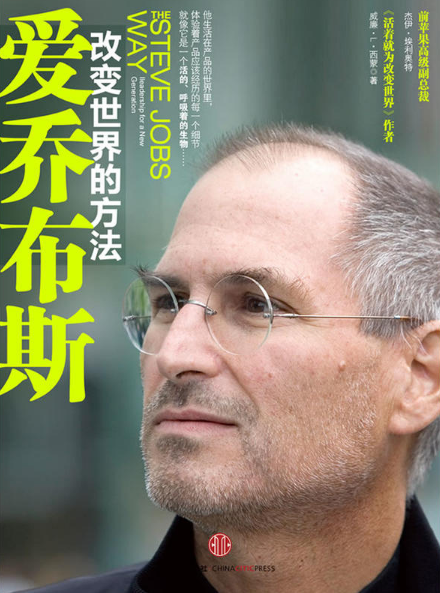 爱乔布斯
改变世界的方法
THE
STEVE JOBS
WAY
Ileadership for a New
Generation
他生活在产品的世界里,
体验着产品应该经历的每一个细节
就像它是一个活的、呼吸着的生物……
前苹果高级副总裁
杰伊·埃利奥特
《活着就为改变世界》作者
威廉·L·西蒙 著
社 CHINA CITIC PRESS